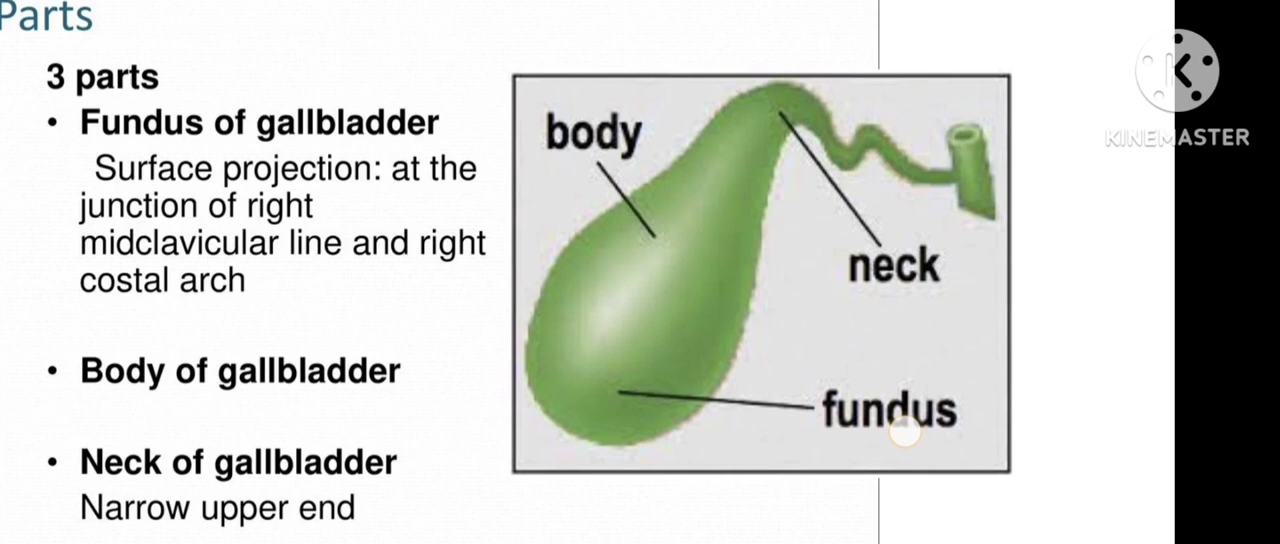 Parts
3 parts
• Fundus of gallbladder
Surface projection: at the
junction of right
midclavicular line and right
costal arch
• Body of gallbladder
• Neck of gallbladder
Narrow upper end
body
neck
fundus
K
KINEMASTER